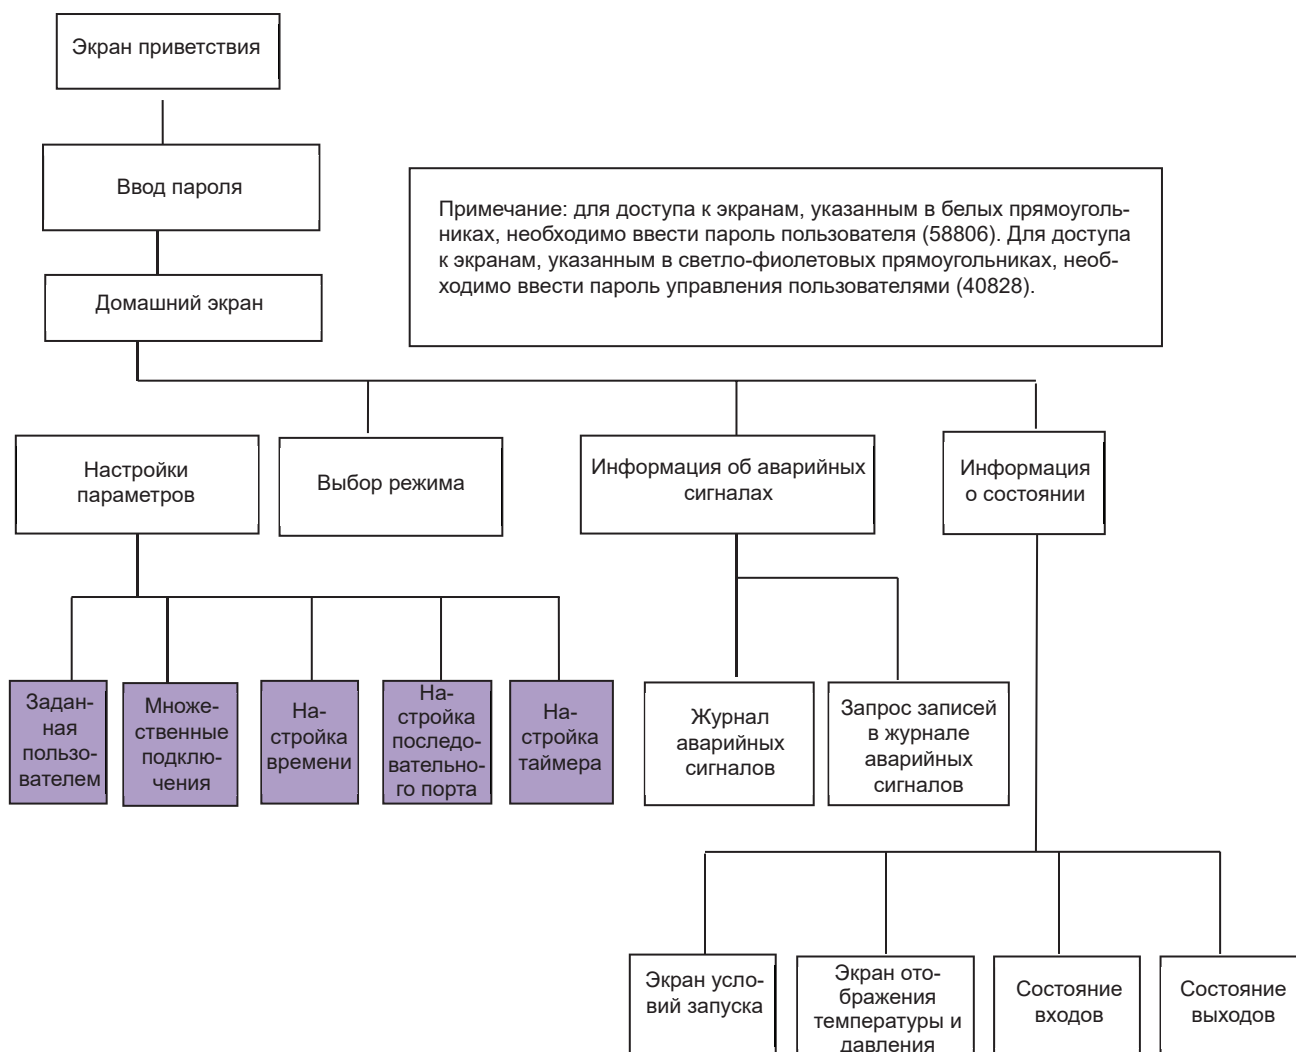 Экран приветствия
Ввод пароля
Примечание: для доступа к экранам, указанным в белых прямоуголь-
никах, необходимо ввести пароль пользователя (58806). Для доступа
к экранам, указанным в светло-фиолетовых прямоугольниках, необ-
ходимо ввести пароль управления пользователями (40828).
Домашний экран
Настройки
параметров
Выбор режима
Информация об аварийных
сигналах
Информация
о состоянии
Задан-
ная
пользо-
вателем
Множе-
ственные
подклю-
чения
На-
стройка
времени
На-
стройка
последо-
вательно-
го порта
На-
стройка
таймера
Журнал
аварийных
сигналов
Запрос записей
в журнале
аварийных
сигналов
Экран усло-
вий запуска
Экран ото-
бражения
температуры и
давления
Состояние
входов
Состояние
выходов